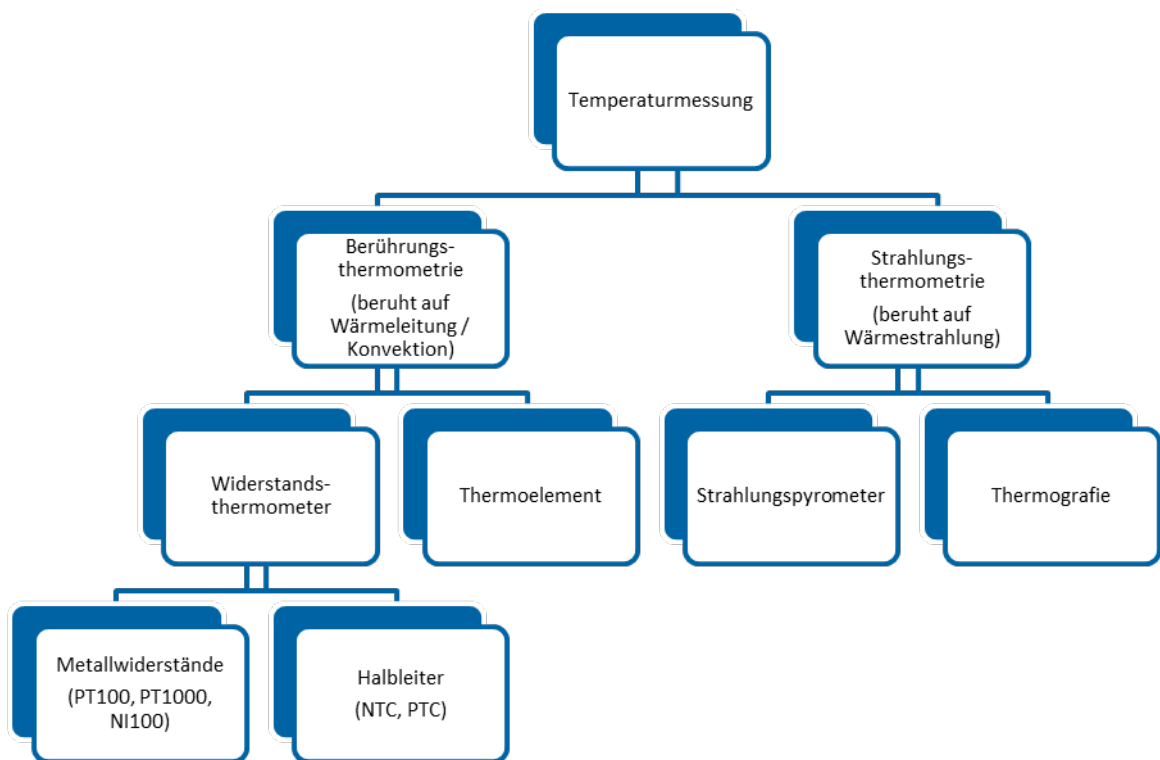 Temperaturmessung
Berührungs-
thermometrie
(beruht auf
Wärmeleitung /
Konvektion)
Strahlungs-
thermometrie
(beruht auf
Wärmestrahlung)
Widerstands-
thermometer
Thermoelement
Strahlungspyrometer
Thermografie
Metallwiderstände
(PT100, PT1000,
NI100)
Halbleiter
(NTC, PTC)